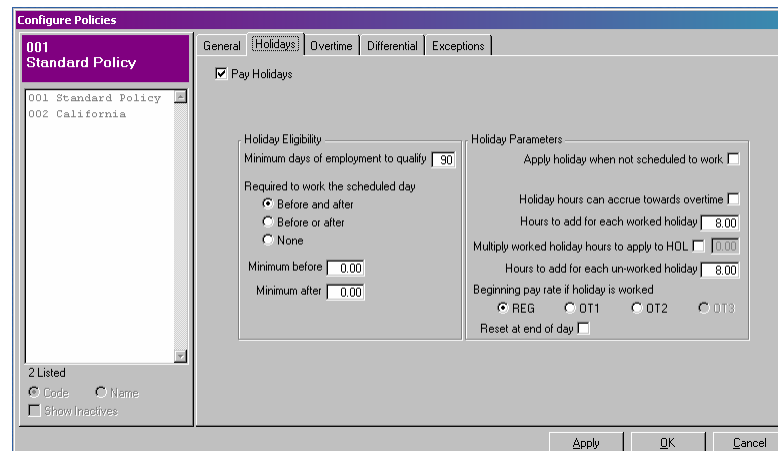 Configure Policies
001
Standard Policy
001 Standard Policy
002 California
2 Listed
Code Name
Show Inactives
General Holidays Overtime Differential Exceptions
Pay Holidays
Holiday Eligibility
Minimum days of employment to qualify 90
Required to work the scheduled day
Before and after
Before or after
None
Minimum before 0.00
Minimum after 0.00
Holiday Parameters
Apply holiday when not scheduled to work
Holiday hours can accrue towards overtime
Hours to add for each worked holiday 8.00
Multiply worked holiday hours to apply to HOL 0.00
Hours to add for each un-worked holiday 8.00
Beginning pay rate if holiday is worked
REG OT1 OT2 OT3
Reset at end of day
Apply OK Cancel